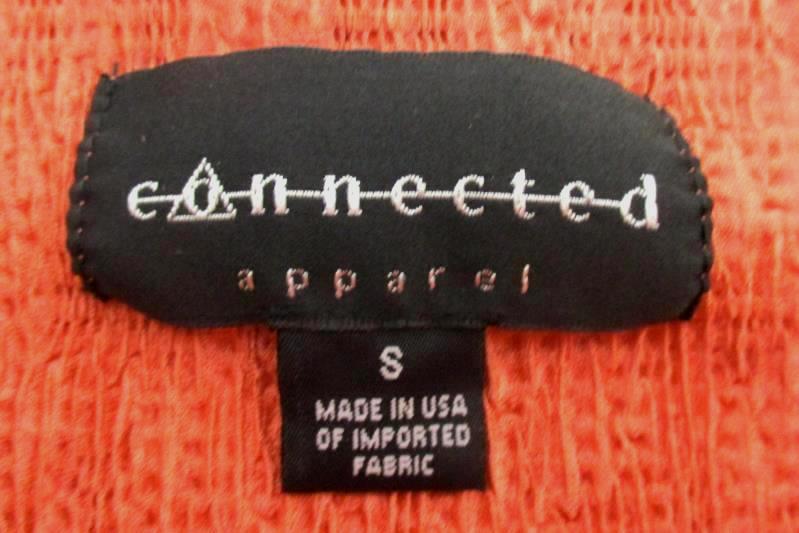 connected
apparel
S
MADE IN USA
OF IMPORTED
FABRIC